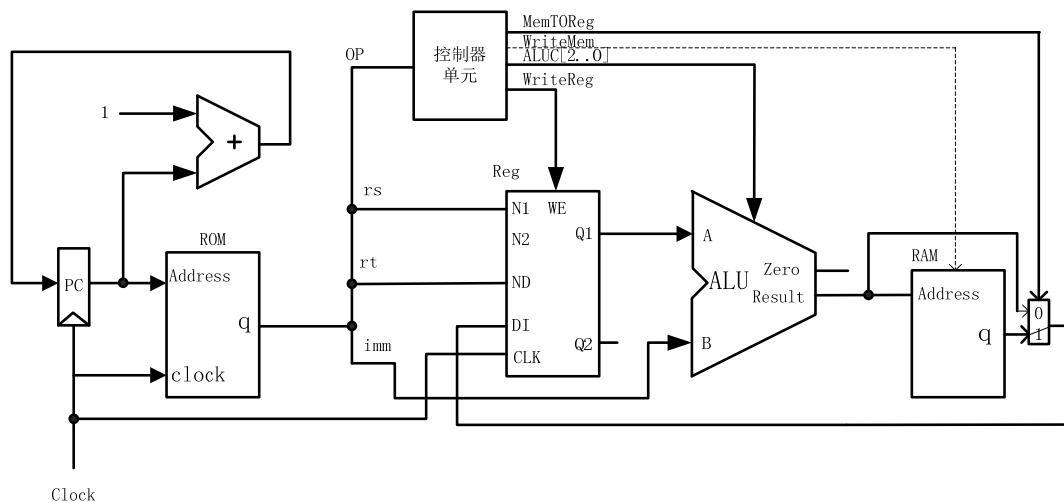 MemTOReg
WriteMem
ALUC[2..0]
WriteReg
OP
控制器
单元
1
+
Reg
rs
N1
WE
N2
Q1
A
ROM
rt
Zero
RAM
PC
Address
ND
ALU
Result
Address
0
q
DI
q
1
imm
Q2
B
clock
CLK
Clock